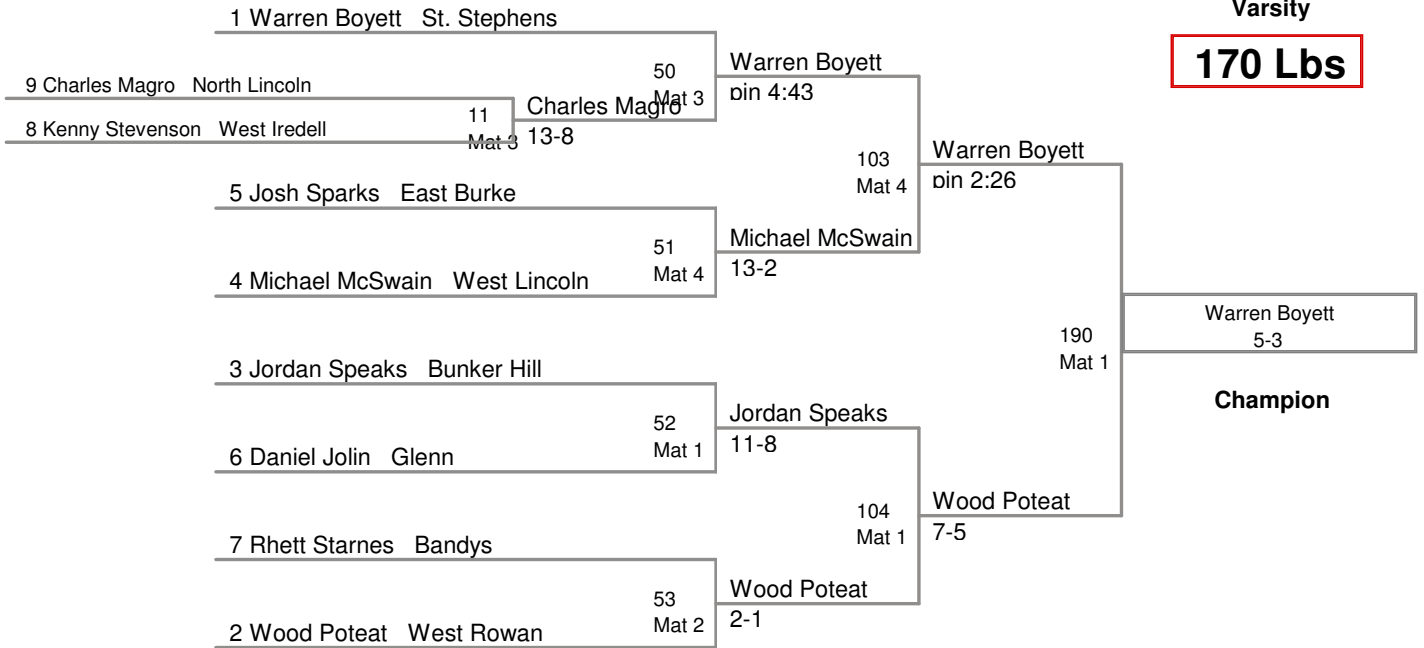 Varsity
170 Lbs
1 Warren Boyett St. Stephens
9 Charles Magro North Lincoln
8 Kenny Stevenson West Iredell
11
Mat 3
Charles Magro
13-8
50
Mat 3
Warren Boyett
pin 4:43
5 Josh Sparks East Burke
4 Michael McSwain West Lincoln
51
Mat 4
Michael McSwain
13-2
103
Mat 4
Warren Boyett
pin 2:26
3 Jordan Speaks Bunker Hill
6 Daniel Jolin Glenn
52
Mat 1
Jordan Speaks
11-8
7 Rhett Starnes Bandys
2 Wood Poteat West Rowan
53
Mat 2
Wood Poteat
2-1
104
Mat 1
Wood Poteat
7-5
190
Mat 1
Warren Boyett
5-3
Champion